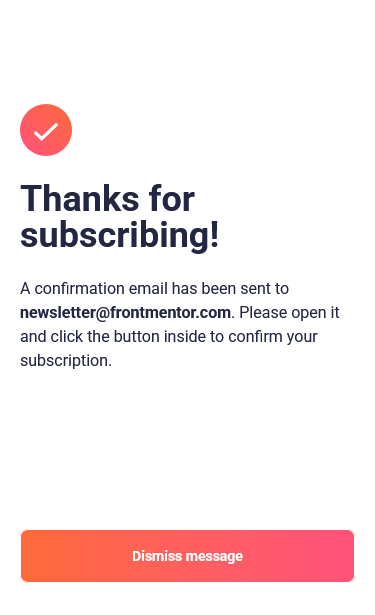 Thanks for
subscribing!
A confirmation email has been sent to
newsletter@frontmentor.com. Please open it
and click the button inside to confirm your
subscription.
Dismiss message